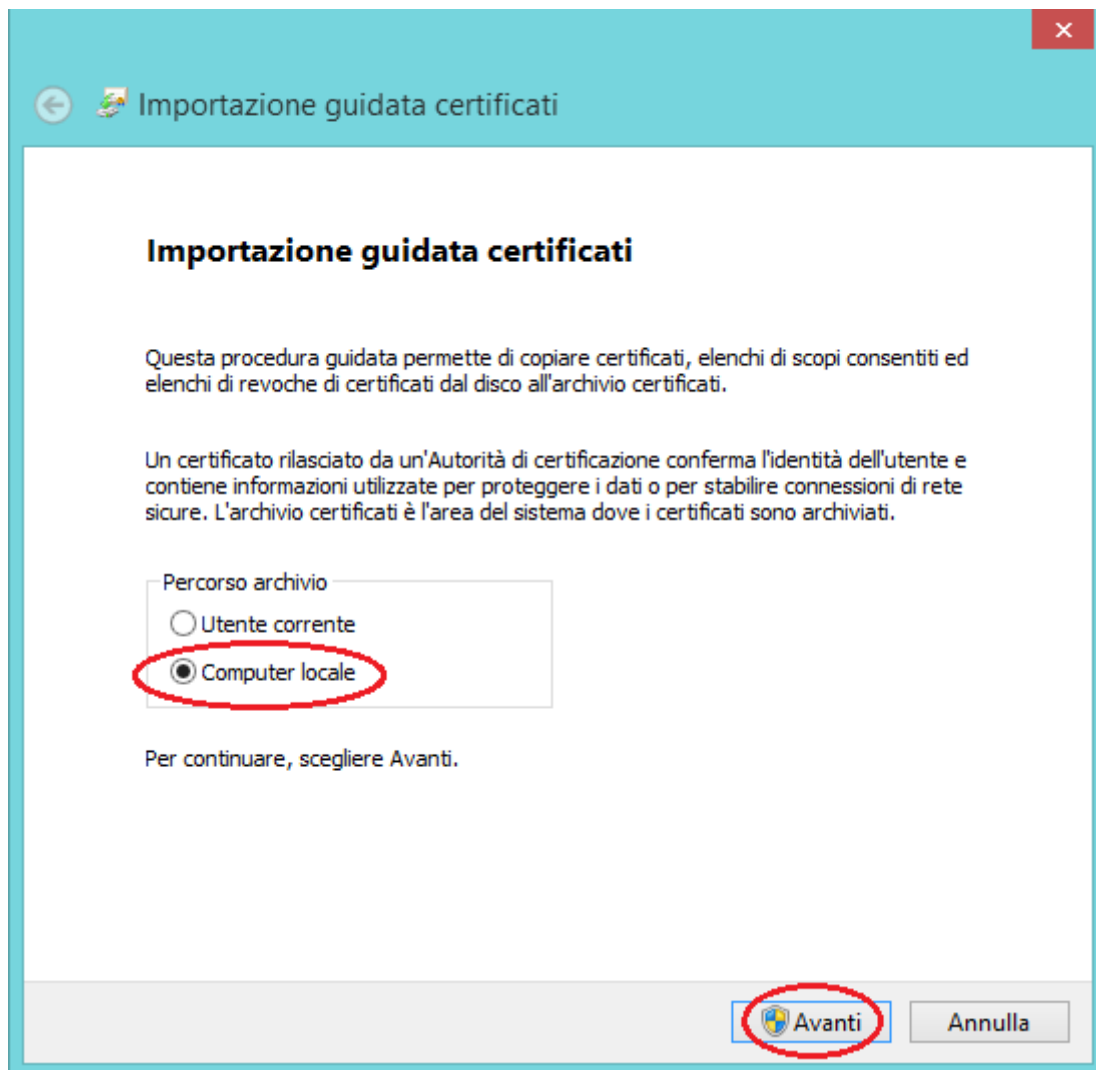 Importazione guidata certificati
Importazione guidata certificati
Questa procedura guidata permette di copiare certificati, elenchi di scopi consentiti ed
elenchi di revoche di certificati dal disco all'archivio certificati.
Un certificato rilasciato da un'Autorità di certificazione conferma l'identità dell'utente e
contiene informazioni utilizzate per proteggere i dati o per stabilire connessioni di rete
sicure. L'archivio certificati è l'area del sistema dove i certificati sono archiviati.
Percorso archivio
Utente corrente
Computer locale
Per continuare, scegliere Avanti.
Avanti Annulla